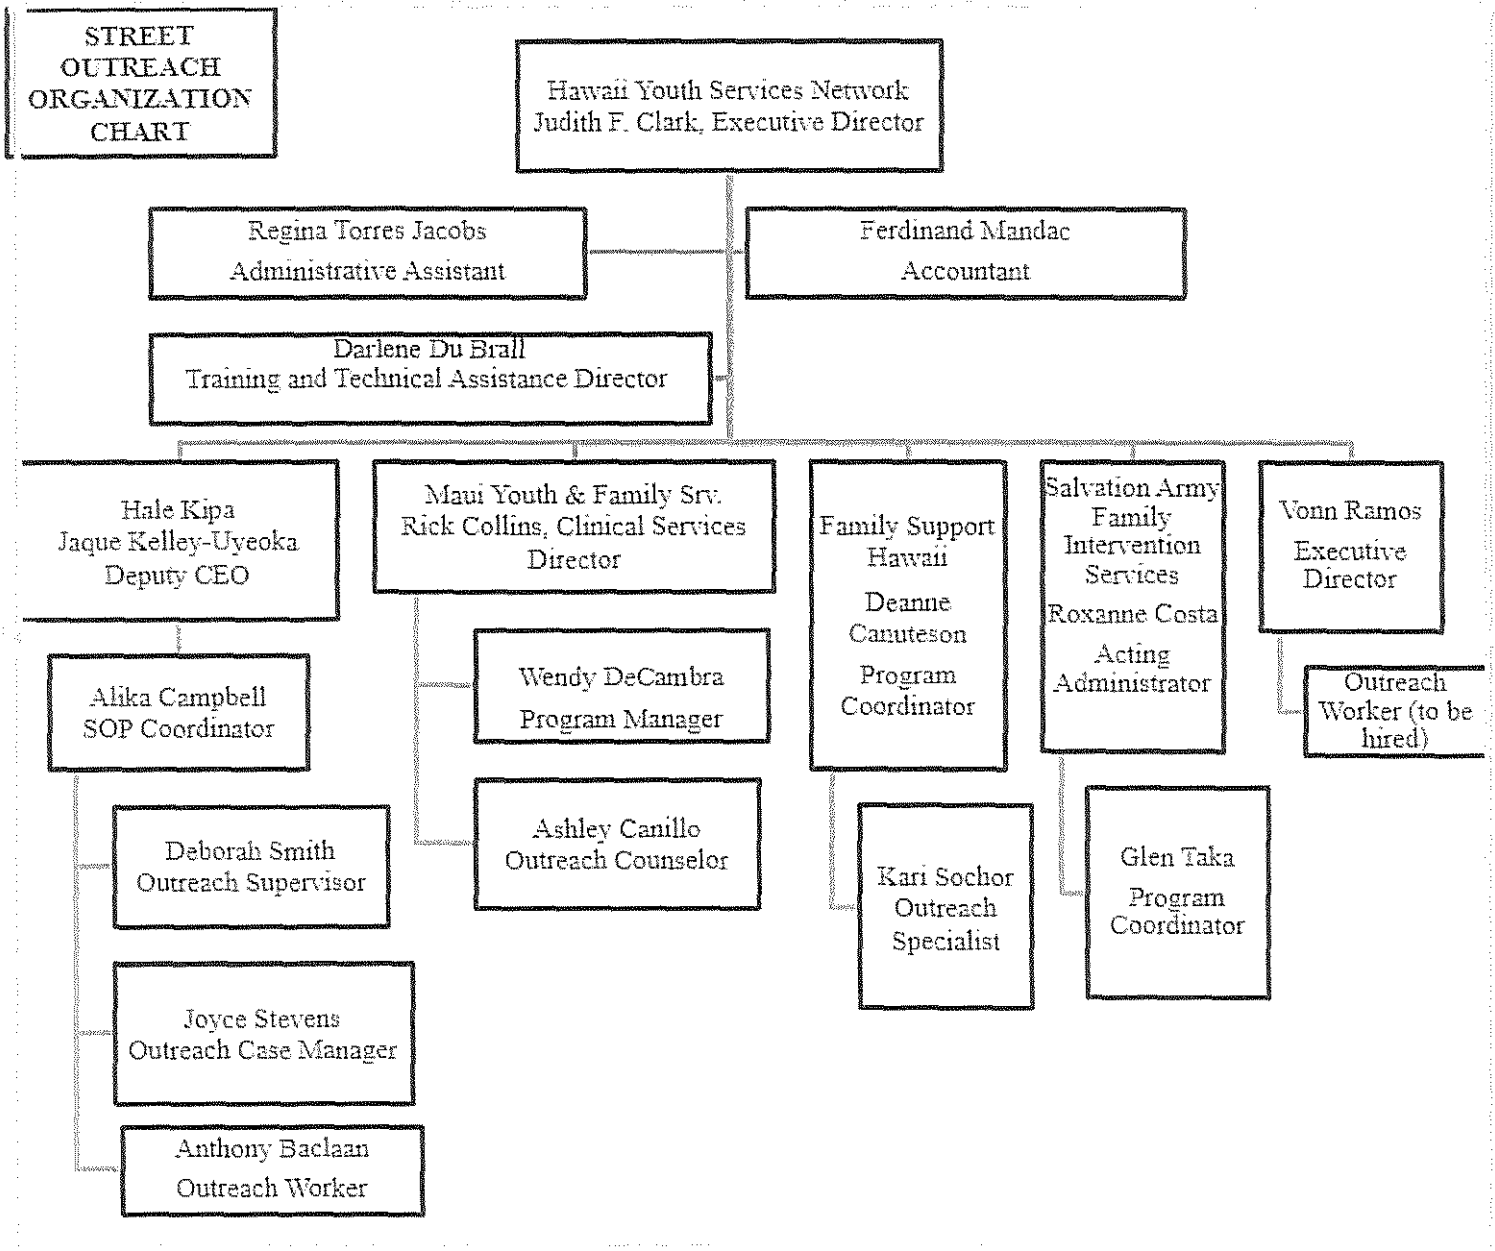 STREET
OUTREACH
ORGANIZATION
CHART
Hawaii Youth Services Network
Judith F. Clark, Executive Director
Regina Torres Jacobs
Administrative Assistant
Ferdinand Mandac
Accountant
Darlene Du Brall
Training and Technical Assistance Director
Hale Kipa
Jaque Kelley-Uyeoka
Deputy CEO
Maui Youth & Family Srv.
Rick Collins, Clinical Services
Director
Family Support
Hawaii
Deanne
Canuteson
Program
Coordinator
Salvation Army
Family
Intervention
Services
Roxanne Costa
Acting
Administrator
Vonn Ramos
Executive
Director
Alika Campbell
SOP Coordinator
Wendy DeCambra
Program Manager
Outreach
Worker (to be
hired)
Deborah Smith
Outreach Supervisor
Ashley Canillo
Outreach Counselor
Kari Sochor
Outreach
Specialist
Glen Taka
Program
Coordinator
Joyce Stevens
Outreach Case Manager
Anthony Baclaan
Outreach Worker